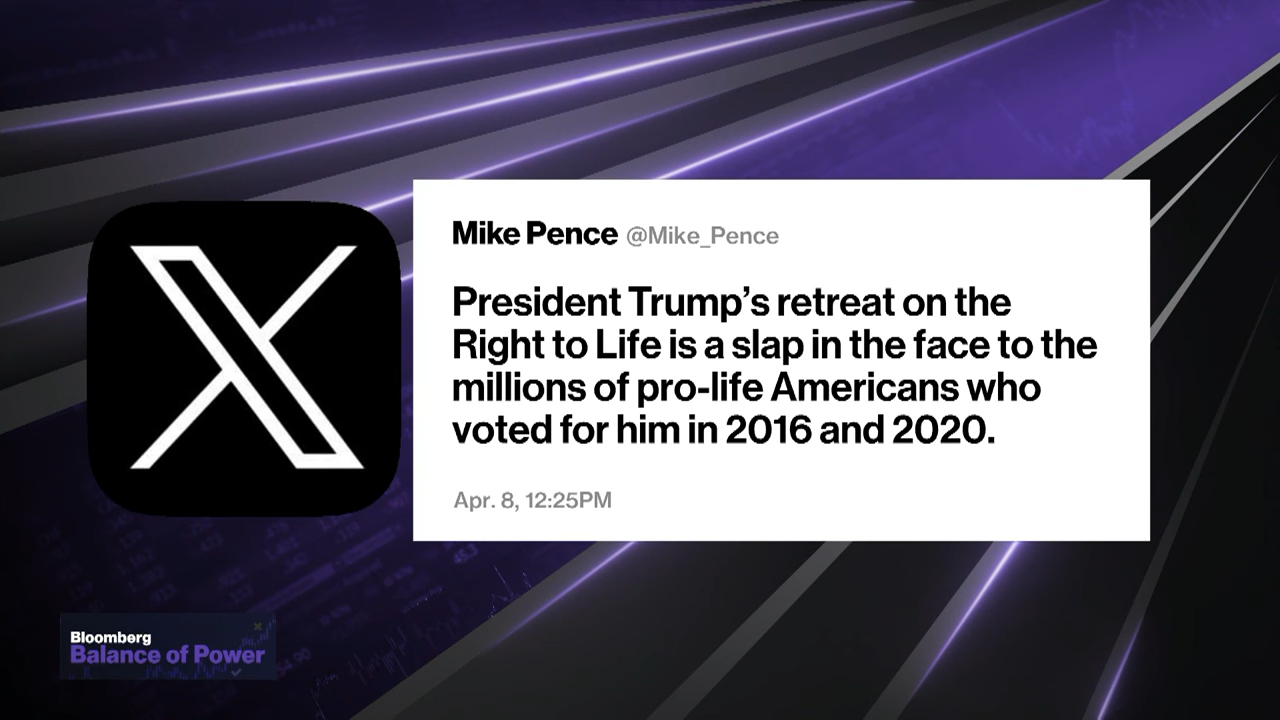 Mike Pence @Mike_Pence
President Trump’s retreat on the
Right to Life is a slap in the face to the
millions of pro-life Americans who
voted for him in 2016 and 2020.
Apr. 8, 12:25PM
Bloomberg
Balance of Power